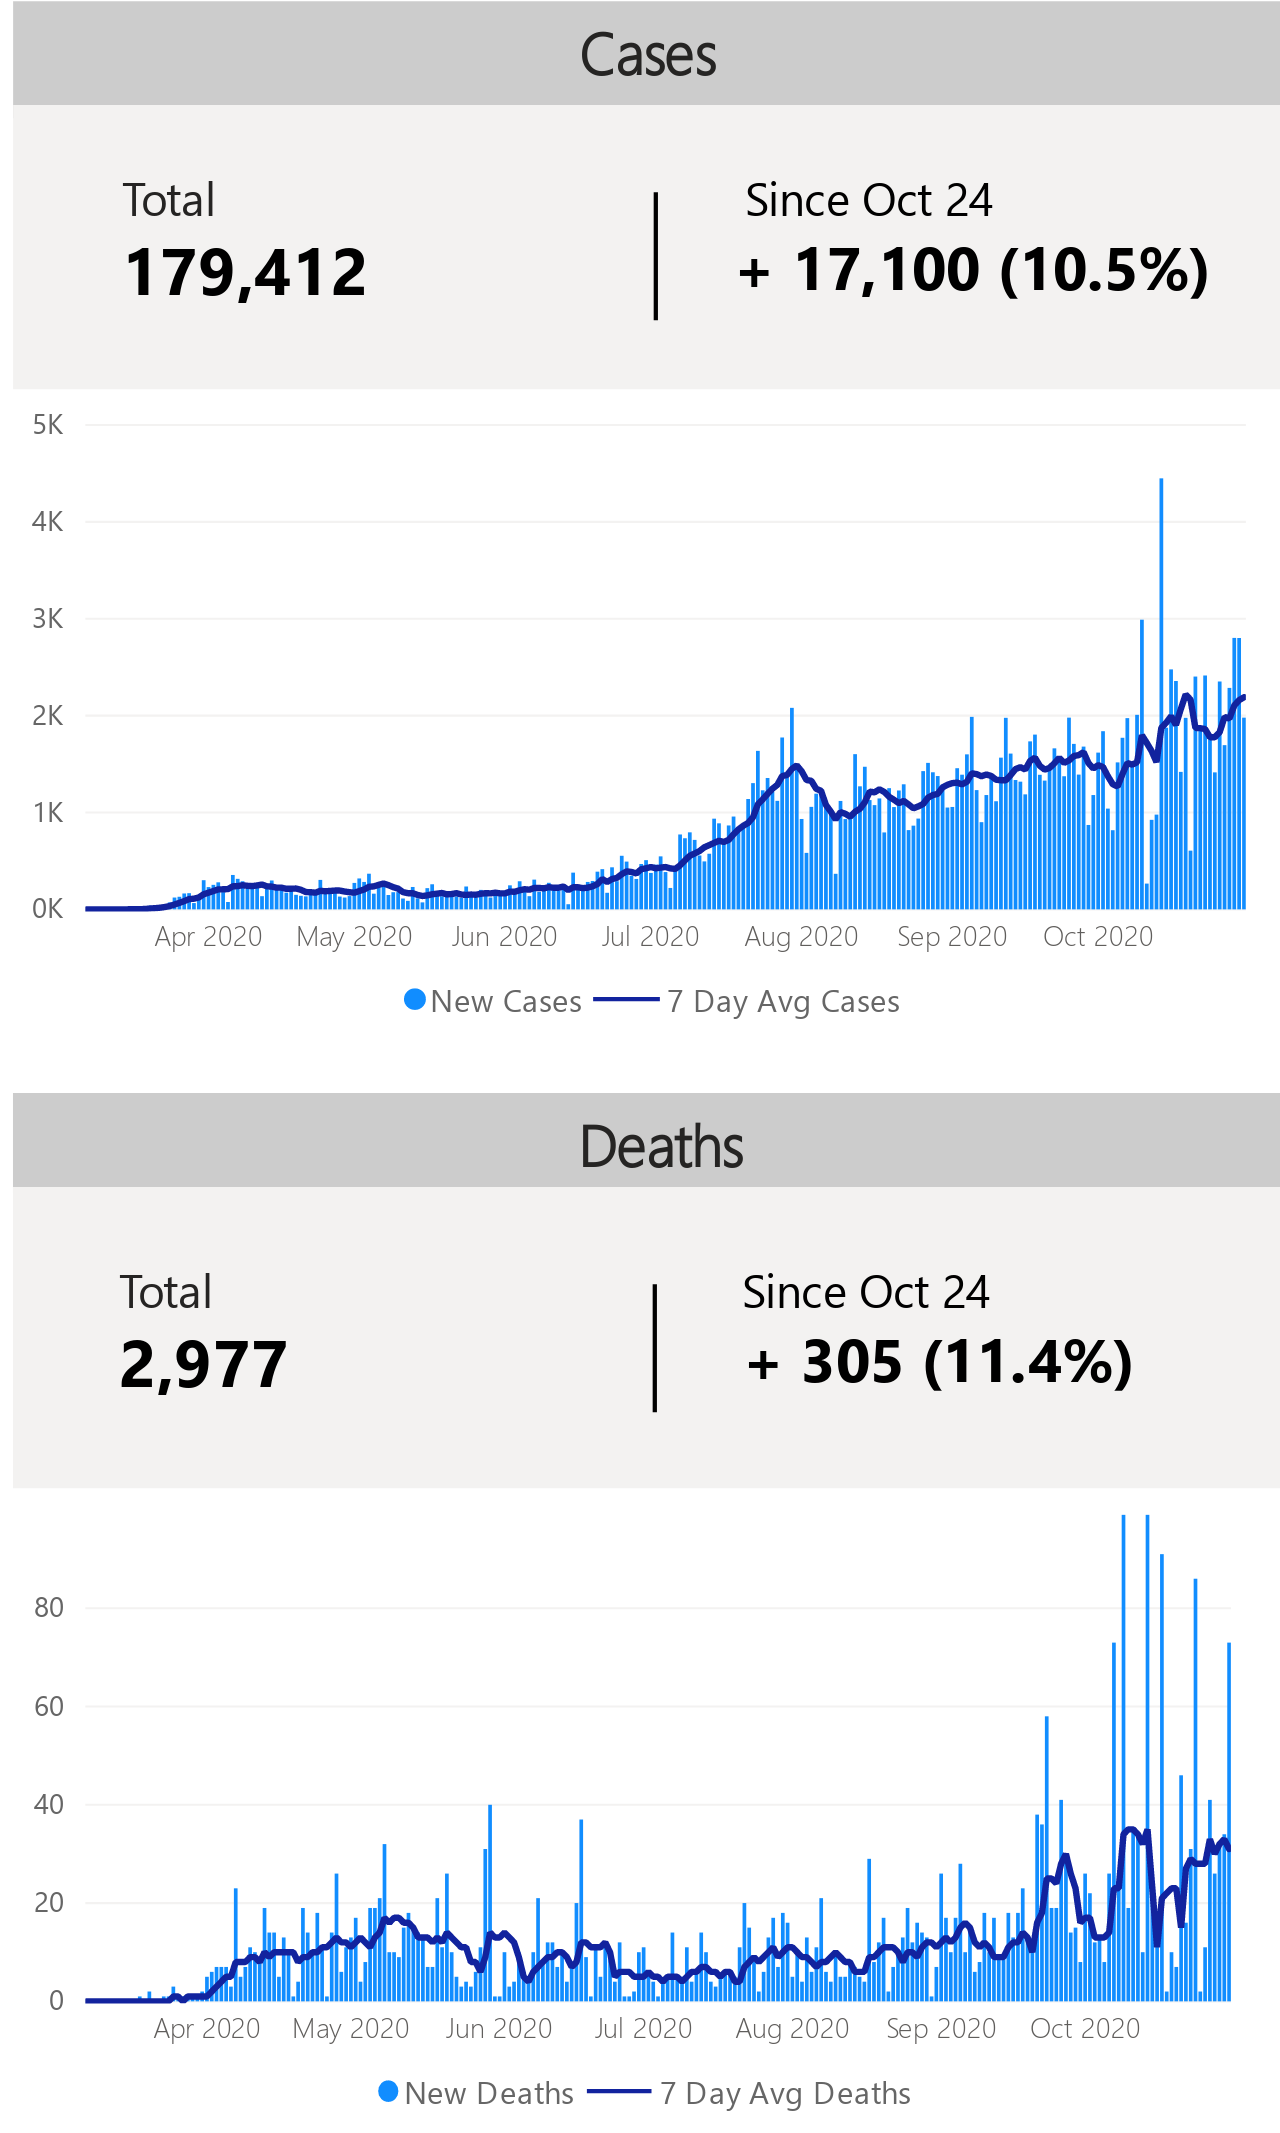 Cases
Total
Since Oct 24
179,412
+ 17,100 (10.5%)
5K
4K
3K
2K
1K
0K
Apr 2020 May 2020 Jun 2020 Jul 2020 Aug 2020 Sep 2020 Oct 2020
New Cases 7 Day Avg Cases
Deaths
Total
Since Oct 24
2,977
+ 305 (11.4%)
80
60
40
20
0
Apr 2020 May 2020 Jun 2020 Jul 2020 Aug 2020 Sep 2020 Oct 2020
New Deaths 7 Day Avg Deaths